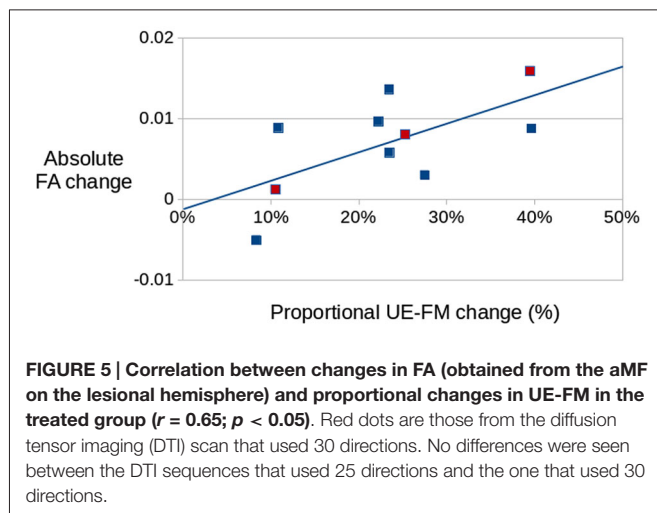 0.02
0.01
Absolute
FA change
0
0% 10% 20% 30% 40% 50%
-0.01
Proportional UE-FM change (%)
FIGURE 5 | Correlation between changes in FA (obtained from the aMF
on the lesional hemisphere) and proportional changes in UE-FM in the
treated group (r = 0.65; p < 0.05). Red dots are those from the diffusion
tensor imaging (DTI) scan that used 30 directions. No differences were seen
between the DTI sequences that used 25 directions and the one that used 30
directions.